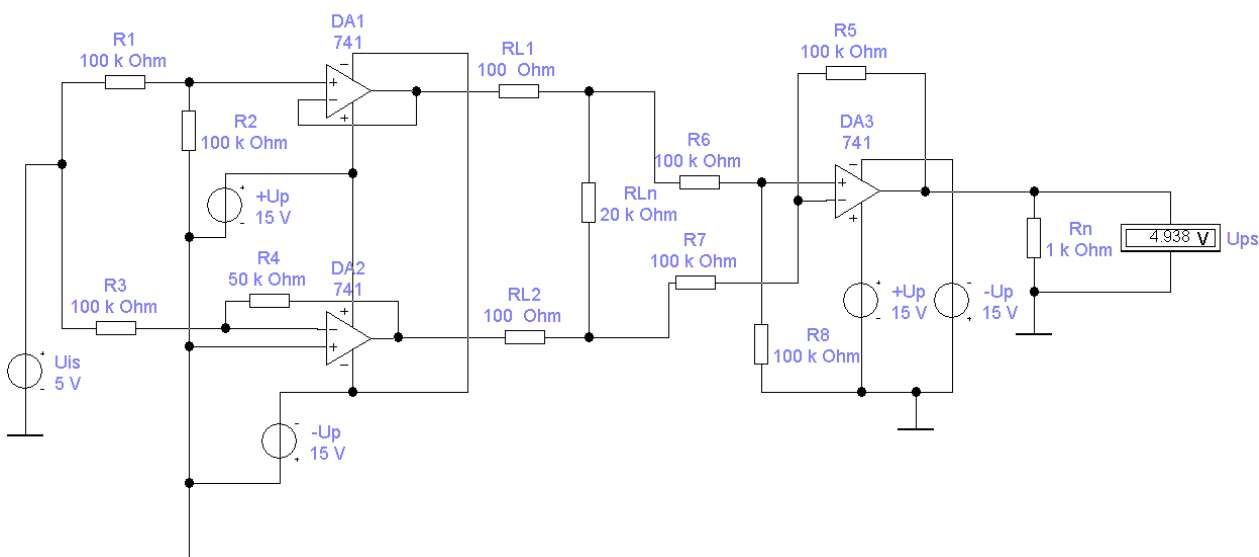 R1
100 k Ohm
DA1
741
RL1
100 Ohm
R5
100 k Ohm
R2
100 k Ohm
R6
100 k Ohm
DA3
741
+Up
15 V
RLn
20 k Ohm
R7
100 k Ohm
Rn
1 k Ohm
4.938 V
Ups
R3
100 k Ohm
R4
50 k Ohm
DA2
741
RL2
100 Ohm
+Up
15 V
-Up
15 V
R8
100 k Ohm
Uis
5 V
-Up
15 V